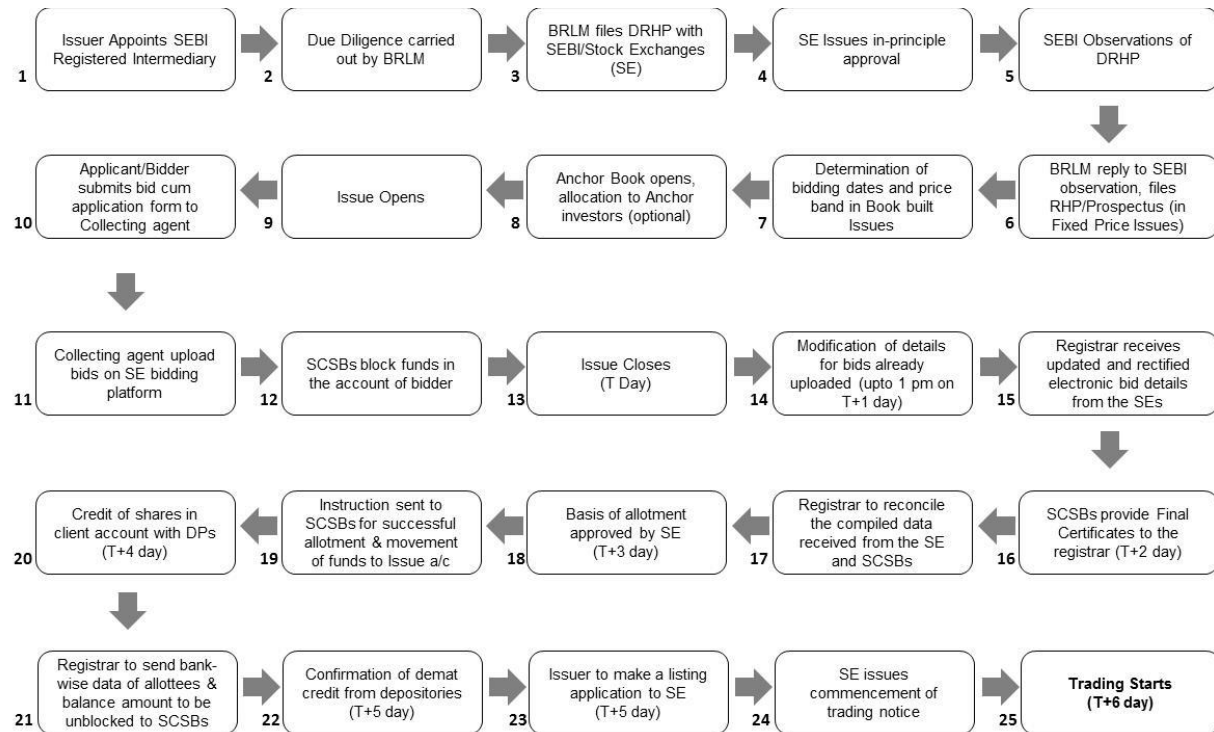 Issuer Appoints SEBI
Registered Intermediary
1
Due Diligence carried
out by BRLM
2
BRLM files DRHP with
SEBI/Stock Exchanges
(SE)
3
SE Issues in-principle
approval
4
SEBI Observations of
DRHP
5
BRLM reply to SEBI
observation, files
RHP/Prospectus (in
Fixed Price Issues)
6
Determination of
bidding dates and price
band in Book built
Issues
7
Anchor Book opens,
allocation to Anchor
investors (optional)
8
Issue Opens
9
Applicant/Bidder
submits bid cum
application form to
Collecting agent
10
Collecting agent upload
bids on SE bidding
platform
11
SCSBs block funds in
the account of bidder
12
Issue Closes
(T Day)
13
Modification of details
for bids already
uploaded (upto 1 pm on
T+1 day)
14
Registrar receives
updated and rectified
electronic bid details
from the SEs
15
SCSBs provide Final
Certificates to the
registrar (T+2 day)
16
Registrar to reconcile
the compiled data
received from the SE
and SCSBs
17
Basis of allotment
approved by SE
(T+3 day)
18
Instruction sent to
SCSBs for successful
allotment & movement
of funds to Issue a/c
19
Credit of shares in
client account with DPs
(T+4 day)
20
Registrar to send bank-
wise data of allottees &
balance amount to be
unblocked to SCSBs
21
Confirmation of demat
credit from depositories
(T+5 day)
22
Issuer to make a listing
application to SE
(T+5 day)
23
SE issues
commencement of
trading notice
24
Trading Starts
(T+6 day)
25